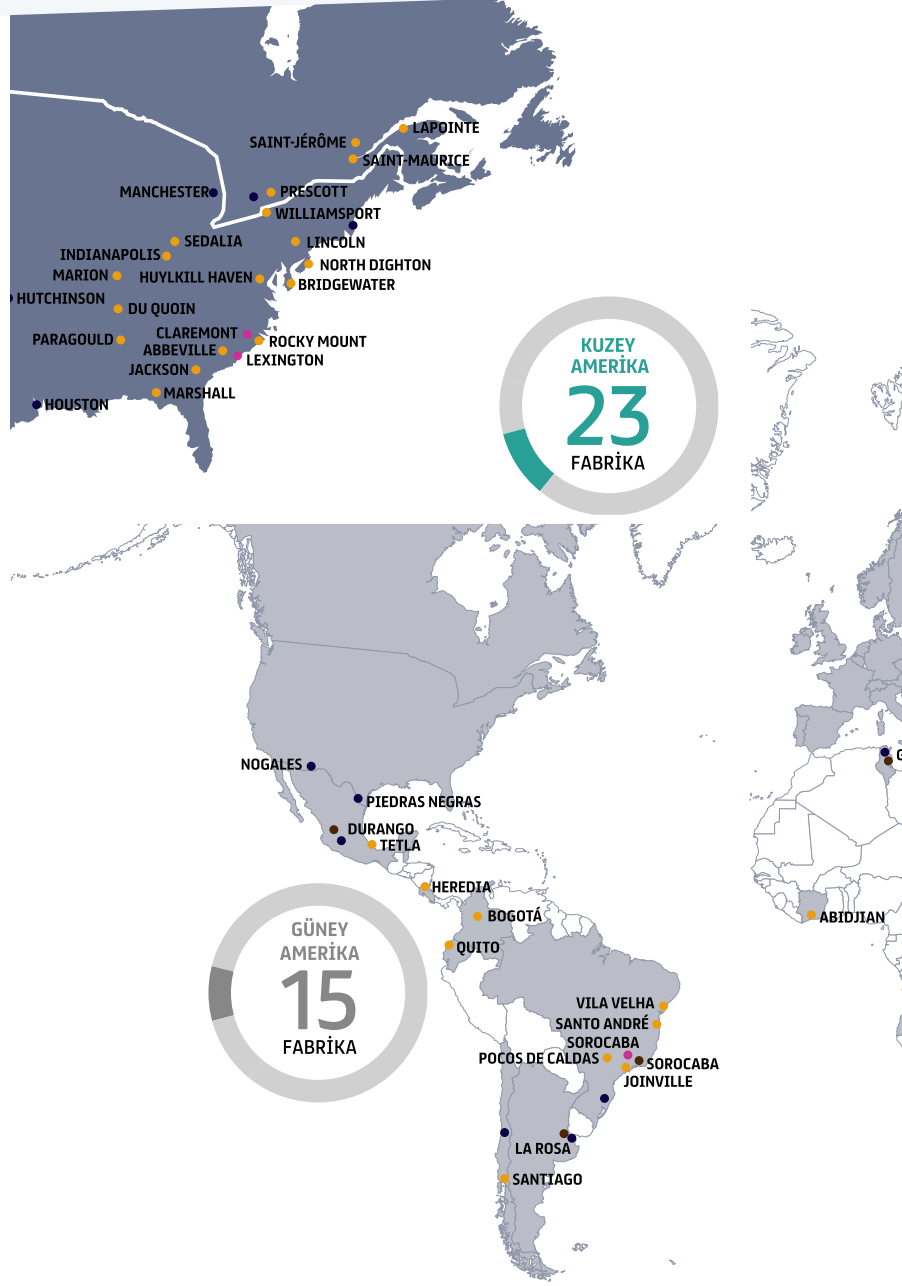 LAPOINTE
SAINT-JÉRÔME
SAINT-MAURICE
MANCHESTER
PRESCOTT
WILLIAMSPORT
SEDALIA
LINCOLN
INDIANAPOLIS
NORTH DIGHTON
MARION
HUYLKILL HAVEN
BRIDGEWATER
HUTCHINSON
DU QUOIN
CLAREMONT
PARAGOULD
ROCKY MOUNT
ABBEVILLE
LEXINGTON
JACKSON
MARSHALL
HOUSTON
KUZEY
AMERİKA
23
FABRİKA
NOGALES
PIEDRAS NEGRAS
DURANGO
TETLA
HEREDIA
BOGOTÁ
QUITO
GÜNEY
AMERİKA
15
FABRİKA
G
ABIDJIAN
VILA VELHA
SANTO ANDRÉ
SOROCABA
POCOS DE CALDAS
SOROCABA
JOINVILLE
LA ROSA
SANTIAGO